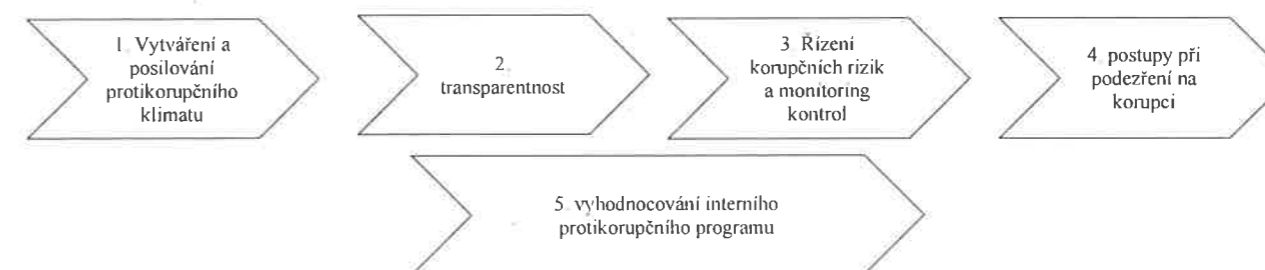 1. Vytváření a
posilování
protikorupčního
klimatu
2.
transparentnost
3. Řízení
korupčních rizik
a monitoring
kontrol
4. postupy při
podezření na
korupci
5. vyhodnocování interního
protikorupčního programu